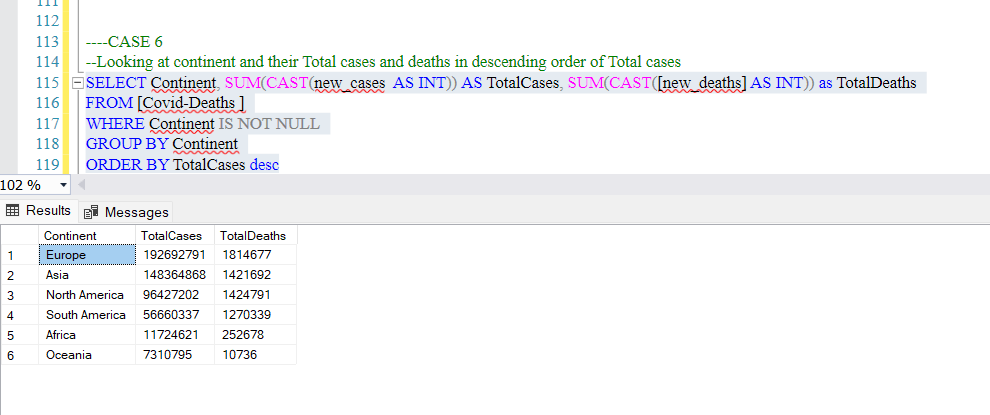 111
112
113 ----CASE 6
114 --Looking at continent and their Total cases and deaths in descending order of Total cases
115 SELECT Continent, SUM(CAST(new_cases AS INT)) AS TotalCases, SUM(CAST([new_deaths] AS INT)) as TotalDeaths
116 FROM [Covid-Deaths ]
117 WHERE Continent IS NOT NULL
118 GROUP BY Continent
119 ORDER BY TotalCases desc
102 %
Results Messages
Continent TotalCases TotalDeaths
1 Europe 192692791 1814677
2 Asia 148364868 1421692
3 North America 96427202 1424791
4 South America 56660337 1270339
5 Africa 11724621 252678
6 Oceania 7310795 10736